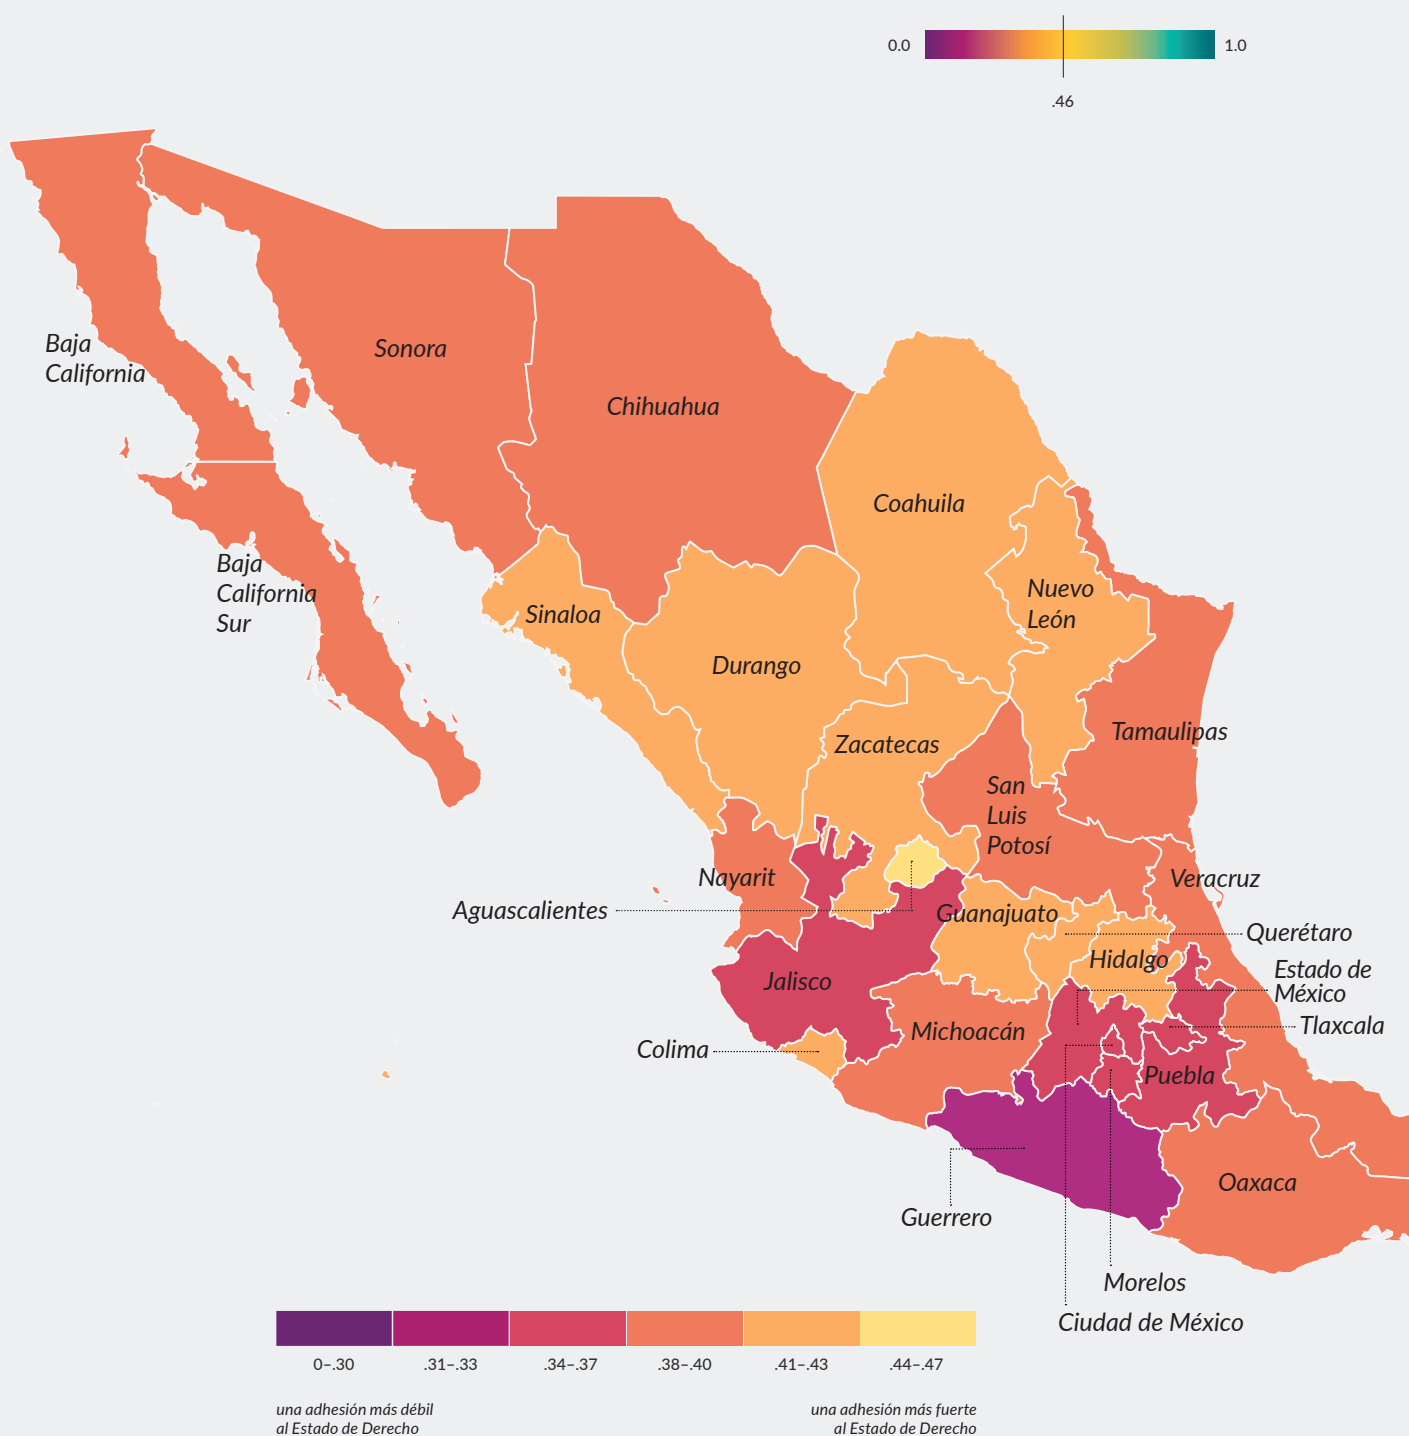 0.0
1.0
.46
Baja
California
Sonora
Chihuahua
Coahuila
Baja
California
Sur
Sinaloa
Nuevo
León
Durango
Zacatecas
Tamaulipas
San
Luis
Potosí
Nayarit
Veracruz
Aguascalientes
Guanajuato
Querétaro
Hidalgo
Estado de
México
Jalisco
Michoacán
Tlaxcala
Colima
Puebla
Oaxaca
Guerrero
Morelos
Ciudad de México
0–.30
.31–.33
.34–.37
.38–.40
.41–.43
.44–.47
una adhesión más débil
al Estado de Derecho
una adhesión más fuerte
al Estado de Derecho